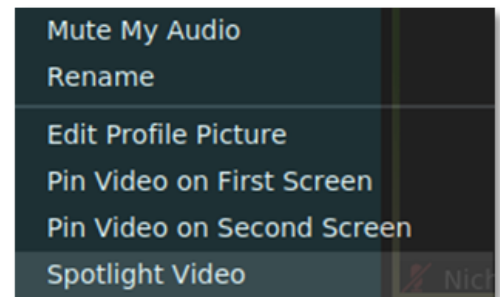 Mute My Audio
Rename
Edit Profile Picture
Pin Video on First Screen
Pin Video on Second Screen
Spotlight Video